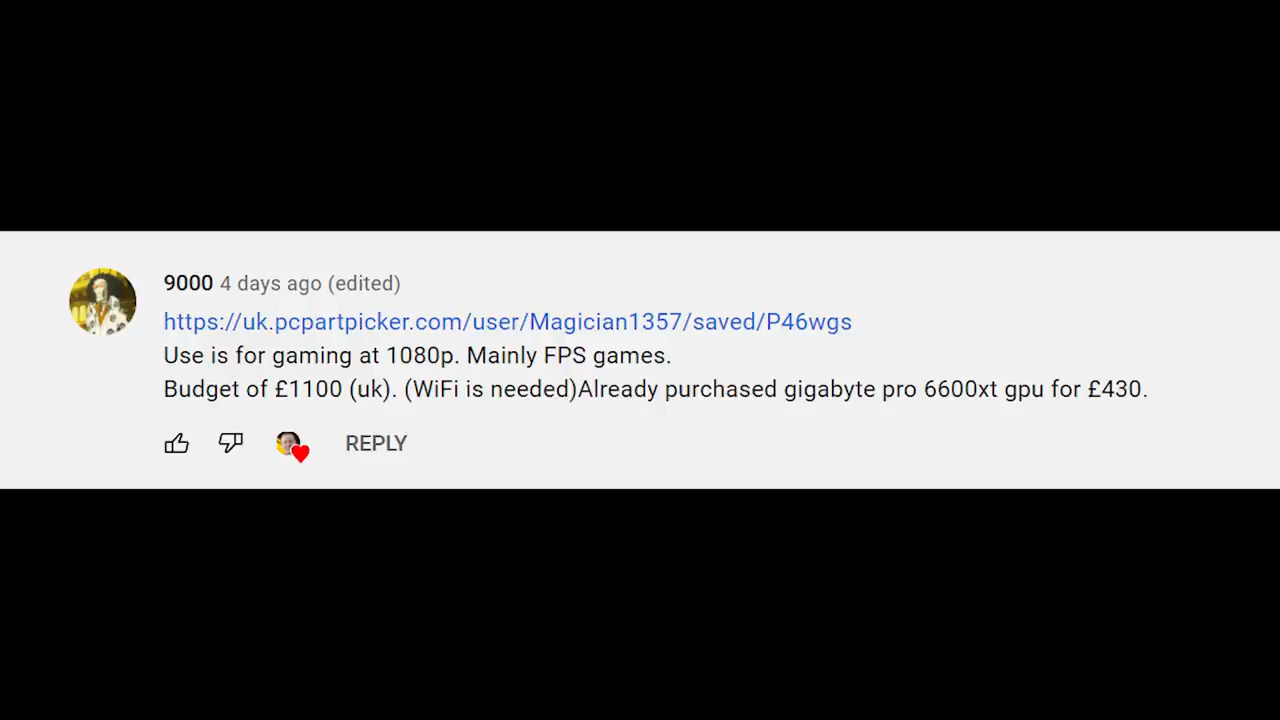 9000 4 days ago (edited)
https://uk.pcpartpicker.com/user/Magician1357/saved/P46wgs
Use is for gaming at 1080p. Mainly FPS games.
Budget of £1100 (uk). (WiFi is needed)Already purchased gigabyte pro 6600xt gpu for £430.
REPLY